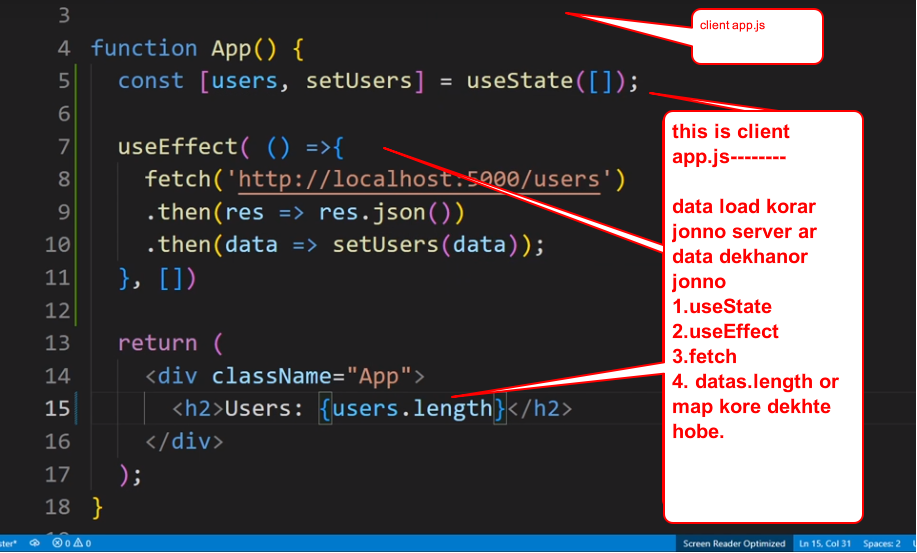 client app.js
3
4 function App() {
5 const [users, setUsers] = useState([]);
6
7 useEffect( () =>{
8 fetch('http://localhost:5000/users')
9 .then(res => res.json())
10 .then(data => setUsers(data));
11 }, [])
12
13 return (
14 <div className="App">
15 <h2>Users: {users.length}</h2>
16 </div>
17 );
18 }
this is client
app.js--------
data load korar
jonno server ar
data dekhanor
jonno
1.useState
2.useEffect
3.fetch
4. datas.length or
map kore dekhte
hobe.
0 0
Screen Reader Optimized Ln 15, Col 31 Spaces: 2